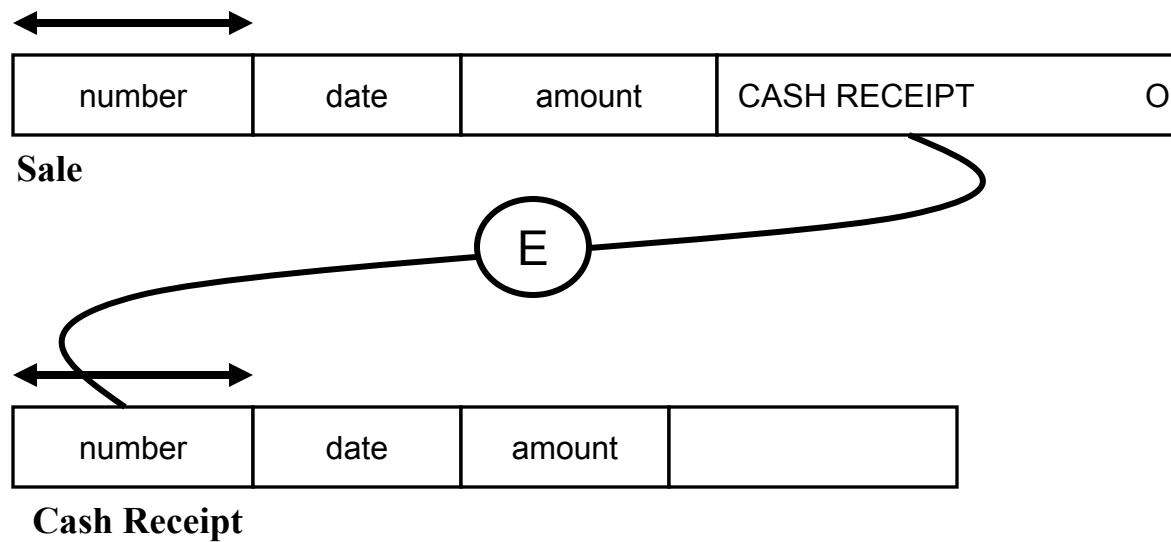 number date amount CASH RECEIPT O
Sale
E
number date amount
Cash Receipt